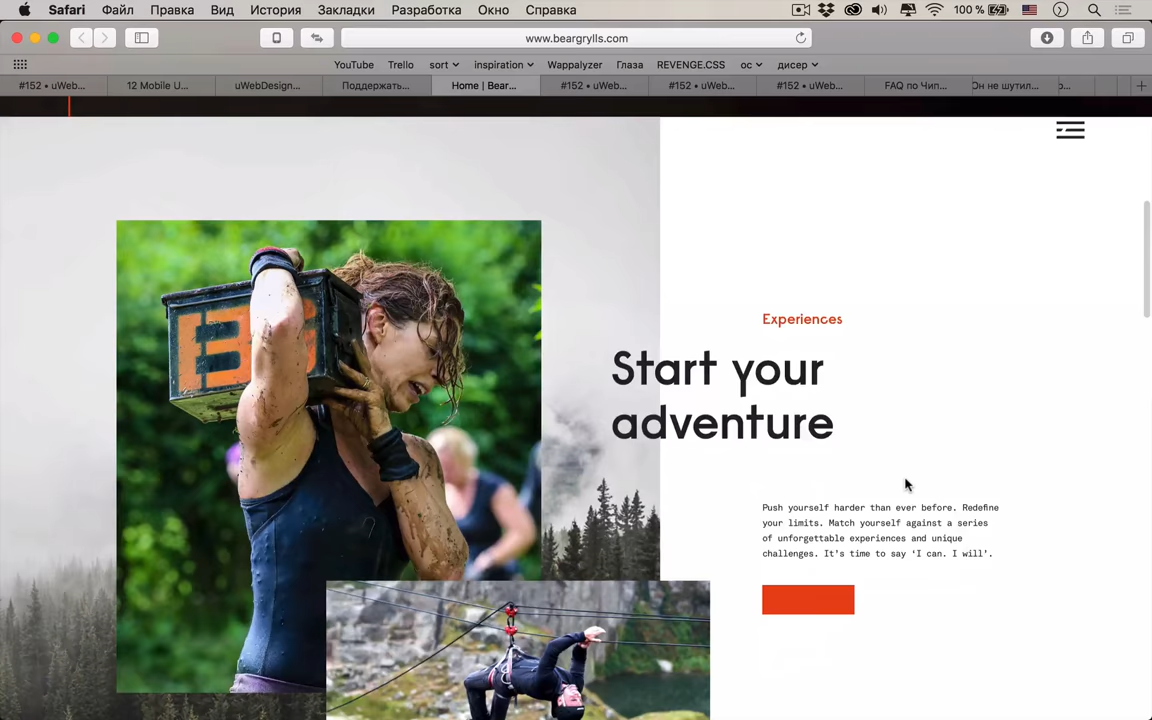 Safari Файл Правка Вид История Закладки Разработка Окно Справка 100 %
www.beargrylls.com
YouTube Trello sort inspiration Wappalyzer Глаза REVENGE.CSS ос дисер
#152 • uWeb... 12 Mobile U... uWebDesign... Поддержать... Home | Bear... #152 • uWeb... #152 • uWeb... #152 • uWeb... FAQ по Чип... Он не шутил...
B
Experiences
Start your
adventure
Push yourself harder than ever before. Redefine
your limits. Match yourself against a series
of unforgettable experiences and unique
challenges. It's time to say ‘I can. I will’.